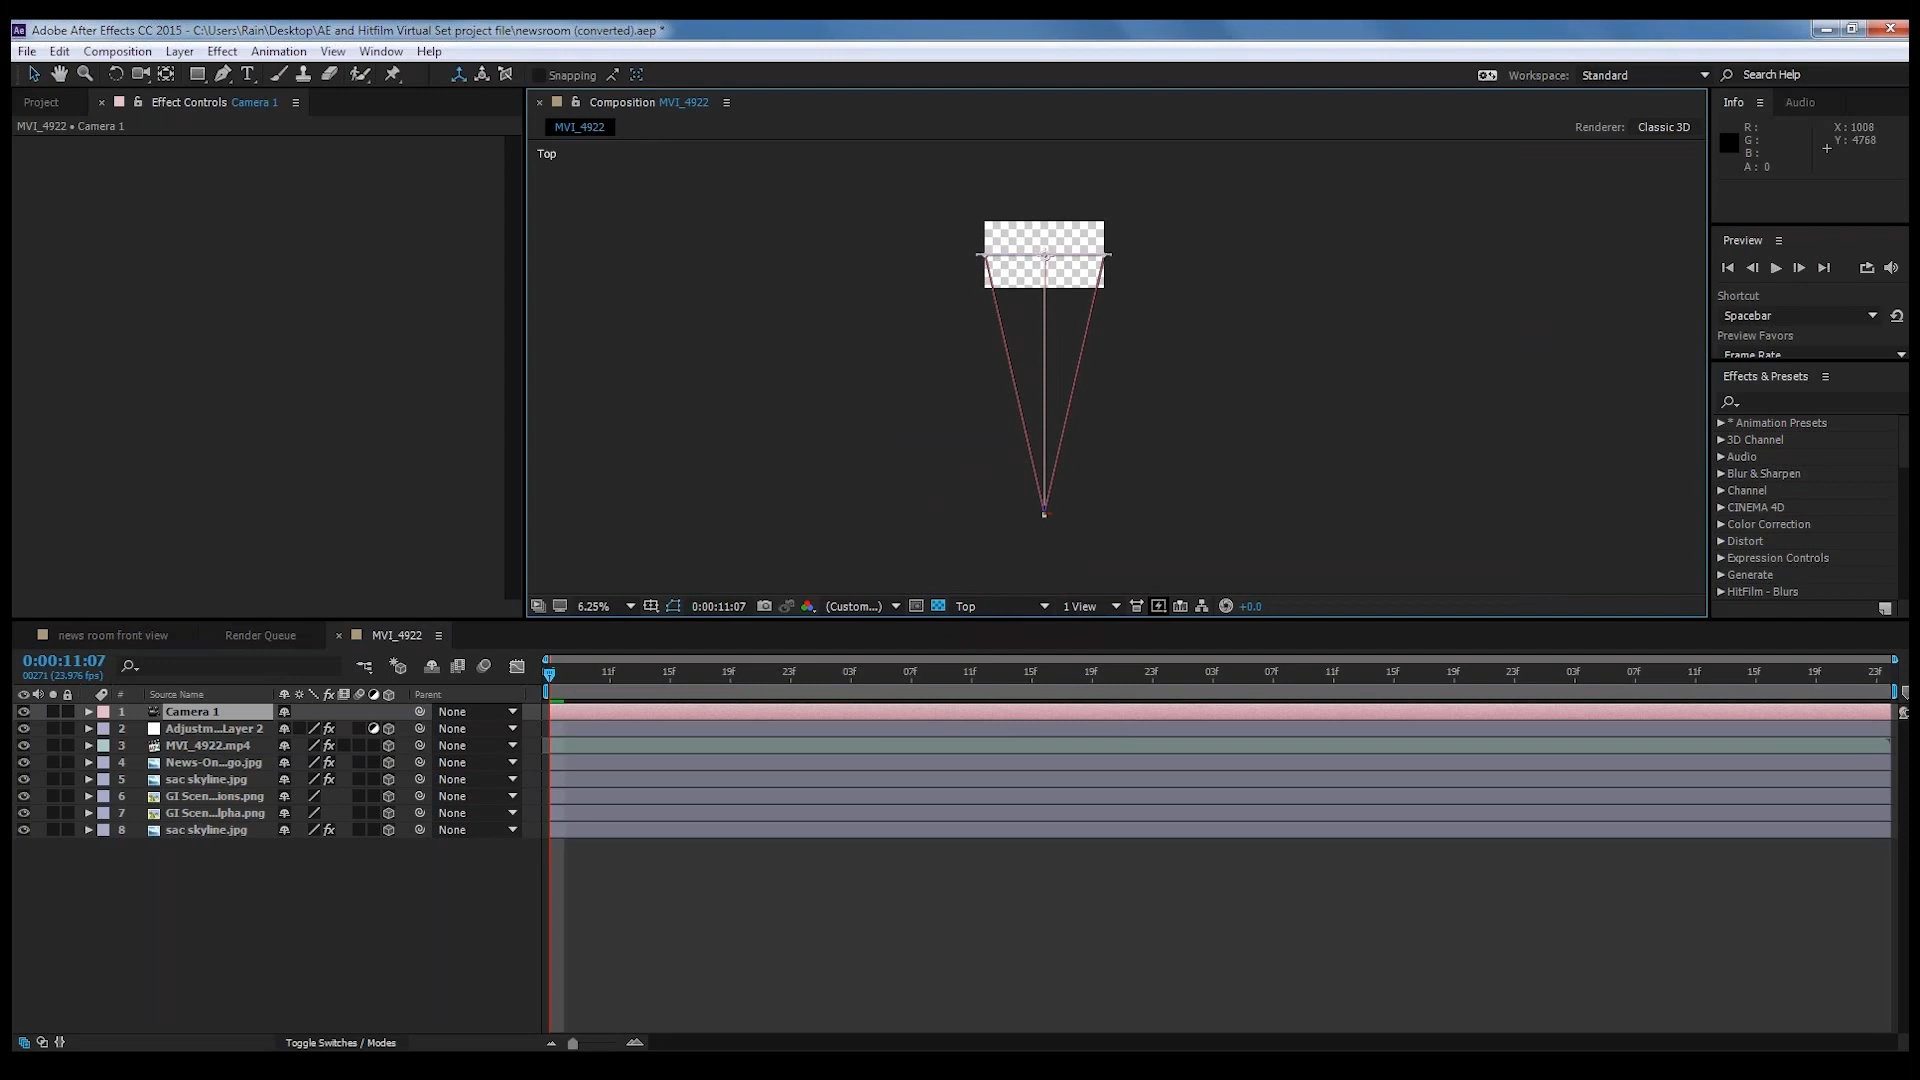 Ae Adobe After Effects CC 2015 - C:\Users\Rain\Desktop\AE and Hitfilm Virtual Set project file\newsroom (converted).aep *
File Edit Composition Layer Effect Animation View Window Help
Snapping
Workspace: Standard
Search Help
Project
× Effect Controls Camera 1
MVI_4922 • Camera 1
× Composition MVI_4922
MVI_4922
Renderer: Classic 3D
Top
6.25% 0:00:11:07 (Custom...) Top 1 View +0.0
Info Audio
R :
G :
B :
A : 0
X : 1008
Y : 4768
Preview
Shortcut
Spacebar
Preview Favors
Frame Rate
Effects & Presets
* Animation Presets
3D Channel
Audio
Blur & Sharpen
Channel
CINEMA 4D
Color Correction
Distort
Expression Controls
Generate
HitFilm - Blurs
news room front view Render Queue × MVI_4922
0:00:11:07
00271 (23.976 fps)
11f 15f 19f 23f 03f 07f 11f 15f 19f 23f 03f 07f 11f 15f 19f 23f 03f 07f 11f 15f 19f 23f
# Source Name fx Parent
1 Camera 1 None
2 Adjustm...Layer 2 fx None
3 MVI_4922.mp4 fx None
4 News-On...go.jpg fx None
5 sac skyline.jpg fx None
6 GI Scen...ions.png None
7 GI Scen...lpha.png None
8 sac skyline.jpg fx None
Toggle Switches / Modes